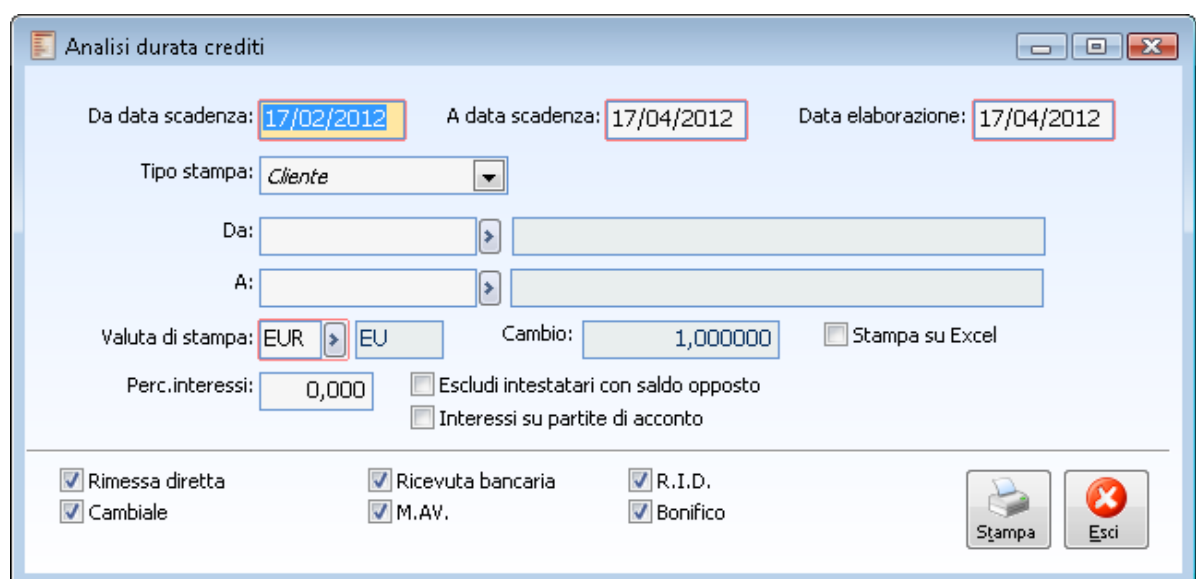 Analisi durata crediti
Da data scadenza: 17/02/2012 A data scadenza: 17/04/2012 Data elaborazione: 17/04/2012
Tipo stampa: Cliente
Da:
A:
Valuta di stampa: EUR EU Cambio: 1,000000 Stampa su Excel
Perc.interessi: 0,000 Escludi intestatari con saldo opposto
Interessi su partite di acconto
Rimessa diretta Ricevuta bancaria R.I.D.
Cambiale M.AV. Bonifico
Stampa Esci